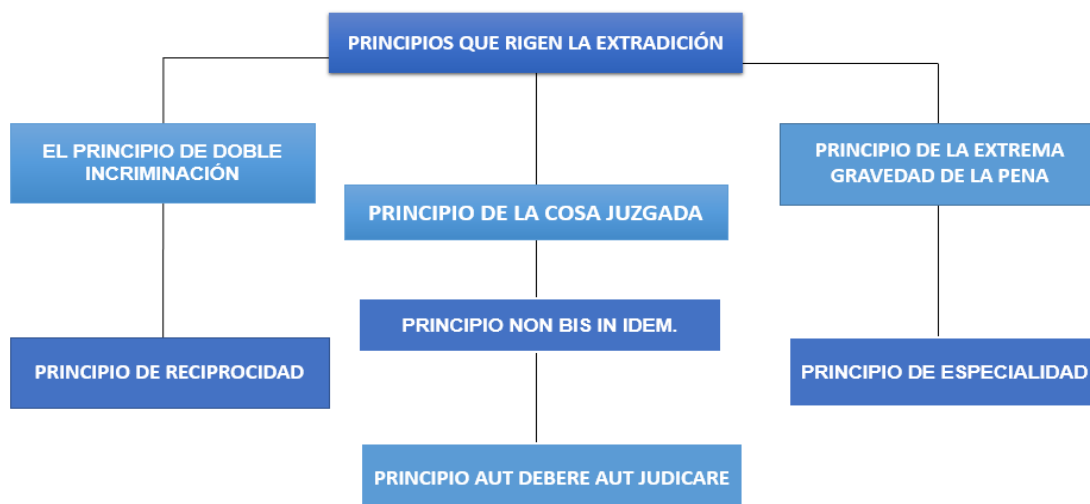 PRINCIPIOS QUE RIGEN LA EXTRADICIÓN
EL PRINCIPIO DE DOBLE
INCRIMINACIÓN
PRINCIPIO DE LA EXTREMA
GRAVEDAD DE LA PENA
PRINCIPIO DE LA COSA JUZGADA
PRINCIPIO NON BIS IN IDEM.
PRINCIPIO DE RECIPROCIDAD
PRINCIPIO DE ESPECIALIDAD
PRINCIPIO AUT DEBERE AUT JUDICARE